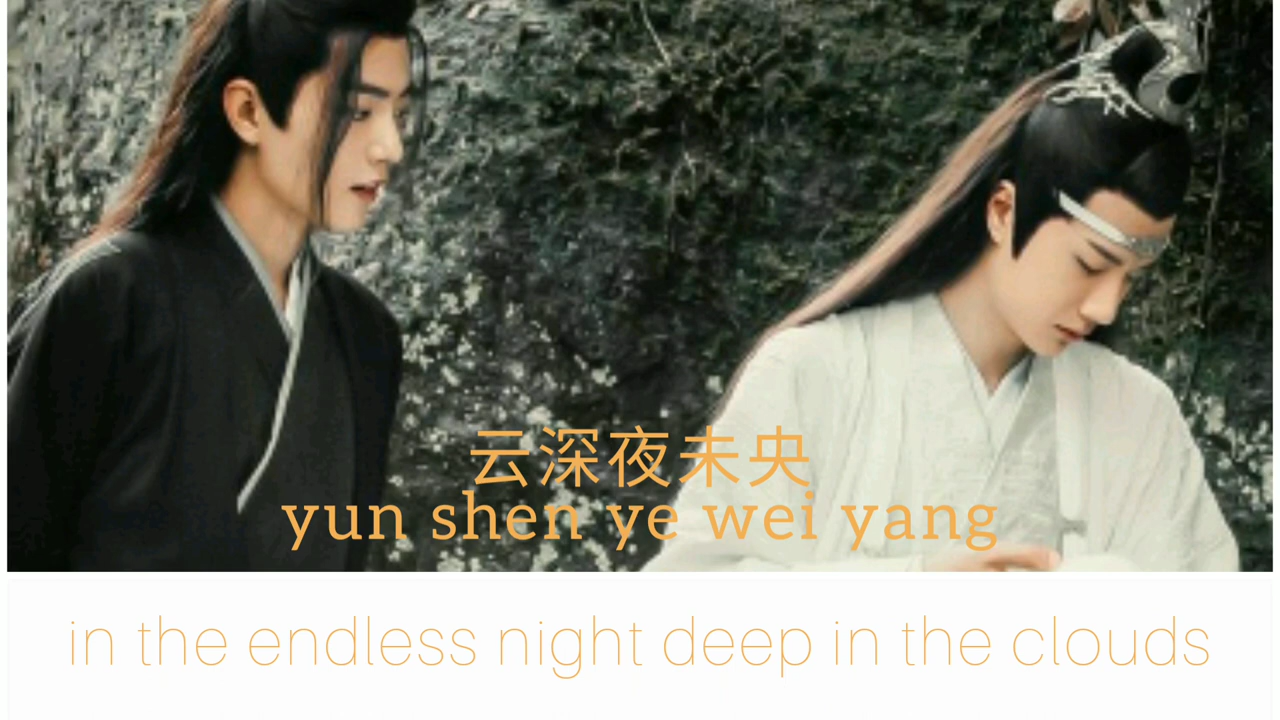 云深夜未央
yun shen ye wei yang
in the endless night deep in the clouds